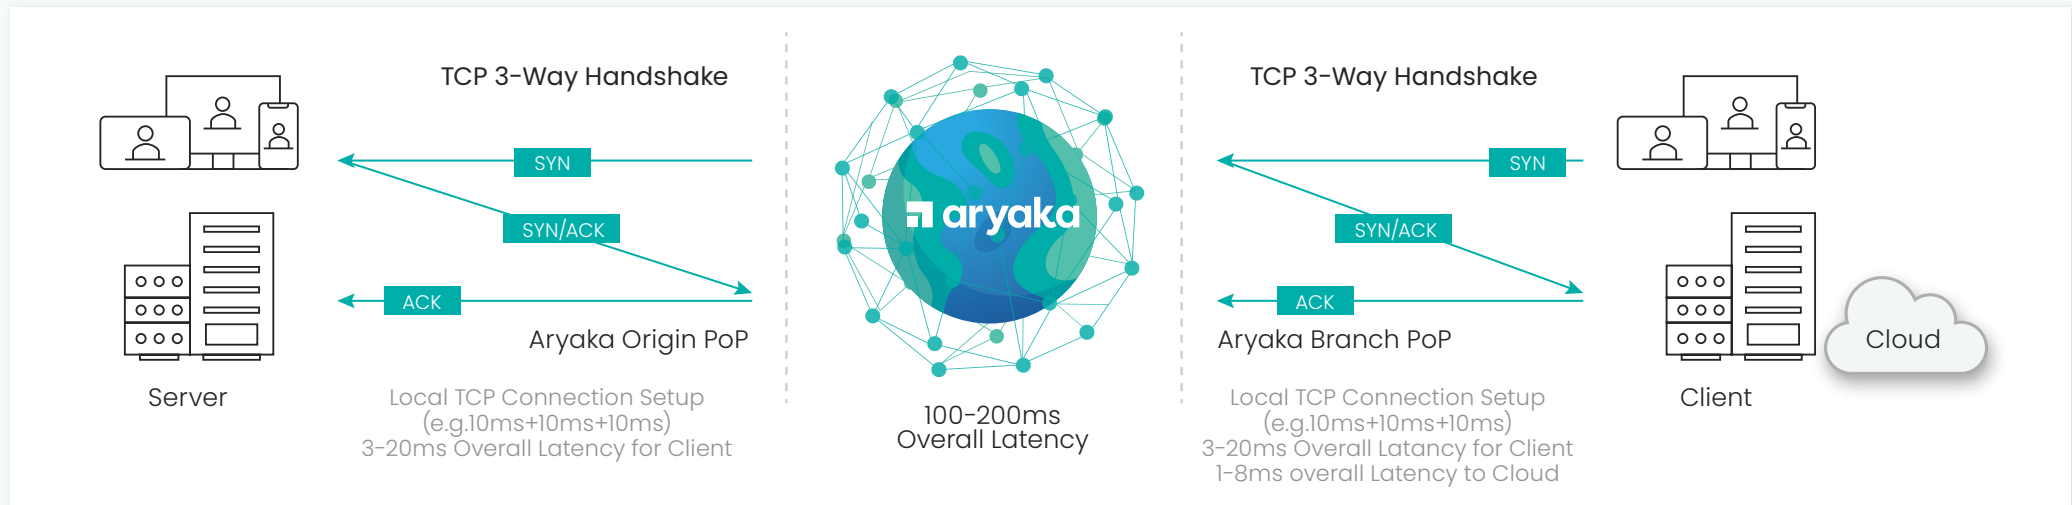 TCP 3-Way Handshake
SYN
SYN/ACK
ACK
Aryaka Origin PoP
Server
Local TCP Connection Setup
(e.g.10ms+10ms+10ms)
3-20ms Overall Latency for Client
aryaka
100-200ms
Overall Latency
TCP 3-Way Handshake
SYN
SYN/ACK
ACK
Aryaka Branch PoP
Cloud
Client
Local TCP Connection Setup
(e.g.10ms+10ms+10ms)
3-20ms Overall Latancy for Client
1-8ms overall Latency to Cloud